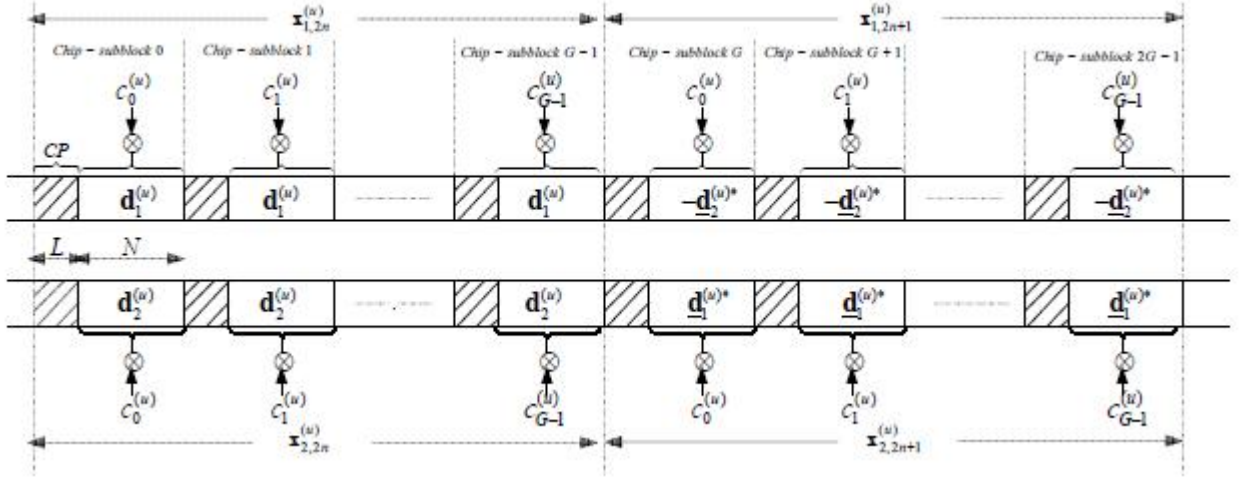 x_{1,2n}^{(u)} x_{1,2n+1}^{(u)}
Chip – subblock 0 Chip – subblock 1 Chip – subblock G – 1 Chip – subblock G Chip – subblock G + 1 Chip – subblock 2G – 1
C_0^{(u)} C_1^{(u)} C_{G–1}^{(u)} C_0^{(u)} C_1^{(u)} C_{G–1}^{(u)}
CP
d_1^{(u)} d_1^{(u)} d_1^{(u)} –d_2^{(u)*} –d_2^{(u)*} –d_2^{(u)*}
L N
d_2^{(u)} d_2^{(u)} d_2^{(u)} d_1^{(u)*} d_1^{(u)*} d_1^{(u)*}
C_0^{(u)} C_1^{(u)} C_{G–1}^{(u)} C_0^{(u)} C_1^{(u)} C_{G–1}^{(u)}
x_{2,2n}^{(u)} x_{2,2n+1}^{(u)}